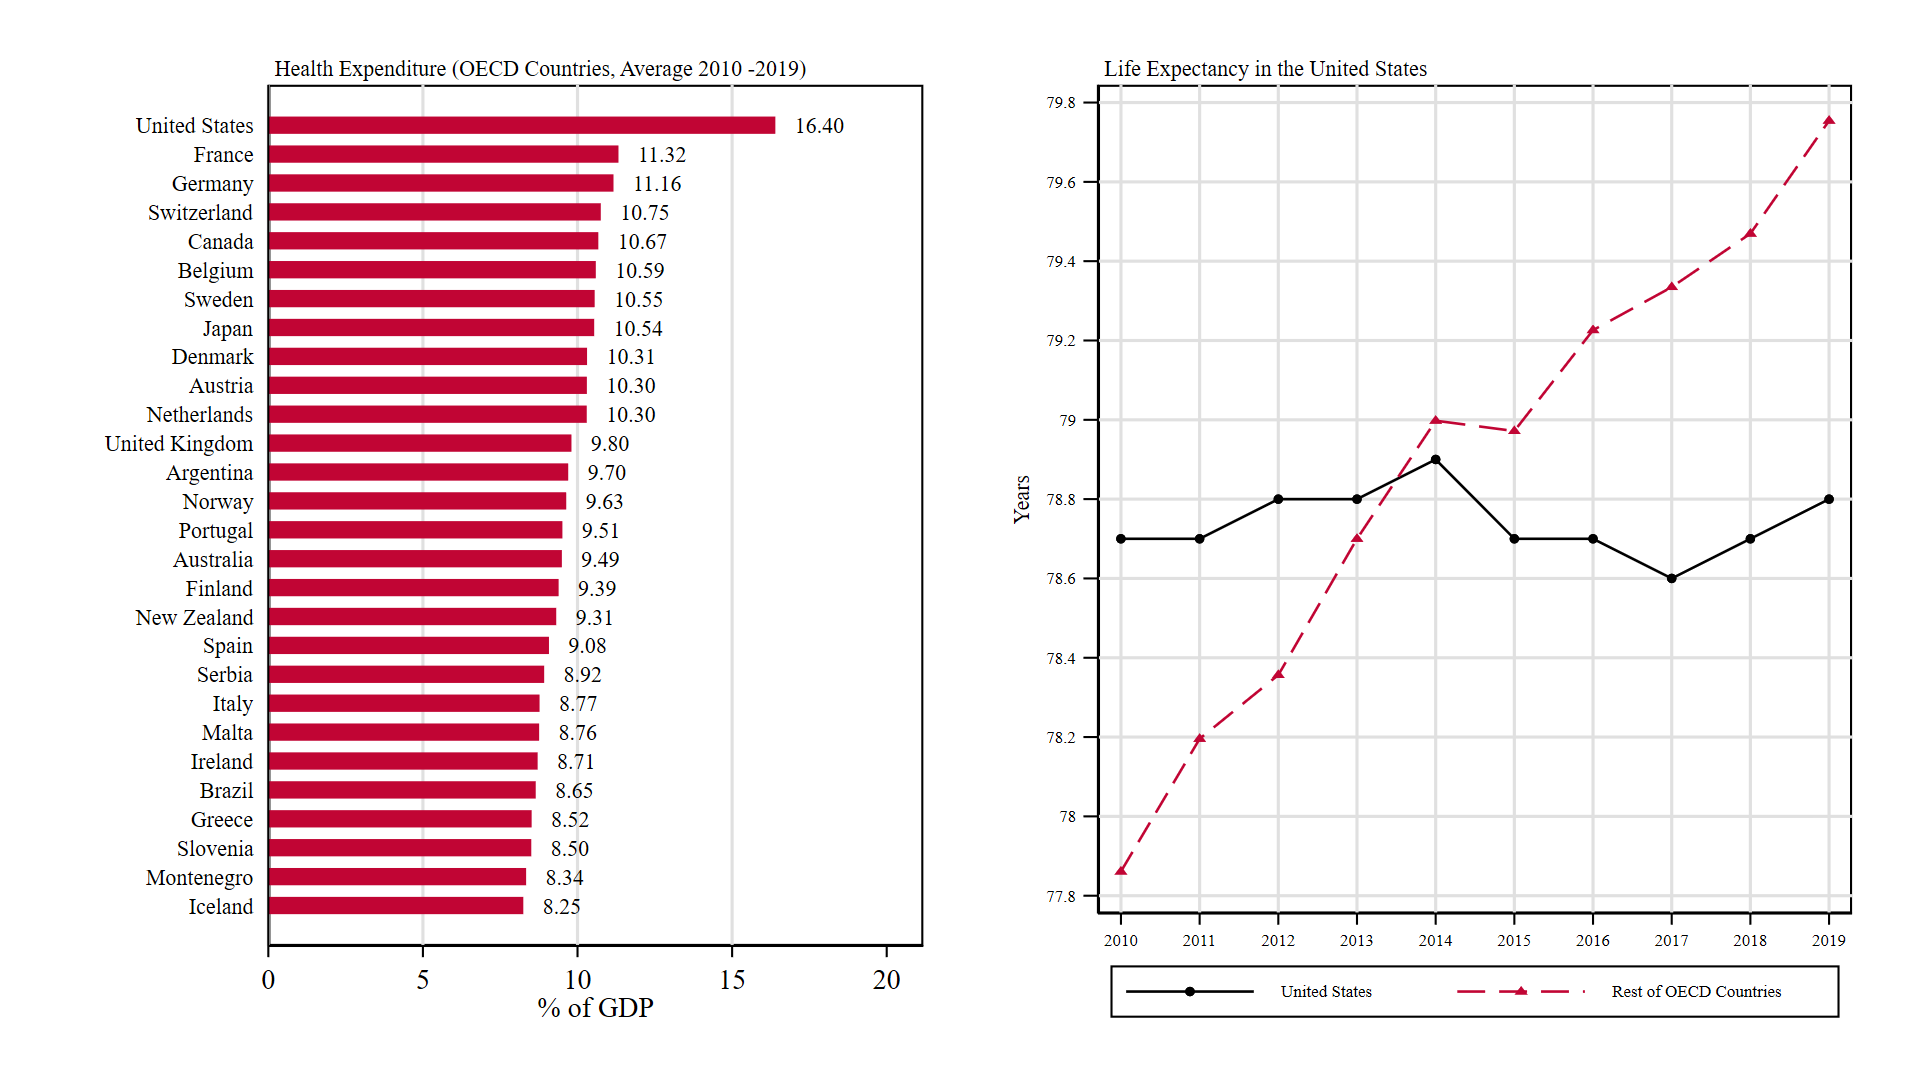 Health Expenditure (OECD Countries, Average 2010 -2019)
United States 16.40
France 11.32
Germany 11.16
Switzerland 10.75
Canada 10.67
Belgium 10.59
Sweden 10.55
Japan 10.54
Denmark 10.31
Austria 10.30
Netherlands 10.30
United Kingdom 9.80
Argentina 9.70
Norway 9.63
Portugal 9.51
Australia 9.49
Finland 9.39
New Zealand 9.31
Spain 9.08
Serbia 8.92
Italy 8.77
Malta 8.76
Ireland 8.71
Brazil 8.65
Greece 8.52
Slovenia 8.50
Montenegro 8.34
Iceland 8.25
0 5 10 15 20
% of GDP
Life Expectancy in the United States
Years
79.8
79.6
79.4
79.2
79
78.8
78.6
78.4
78.2
78
77.8
2010 2011 2012 2013 2014 2015 2016 2017 2018 2019
United States Rest of OECD Countries